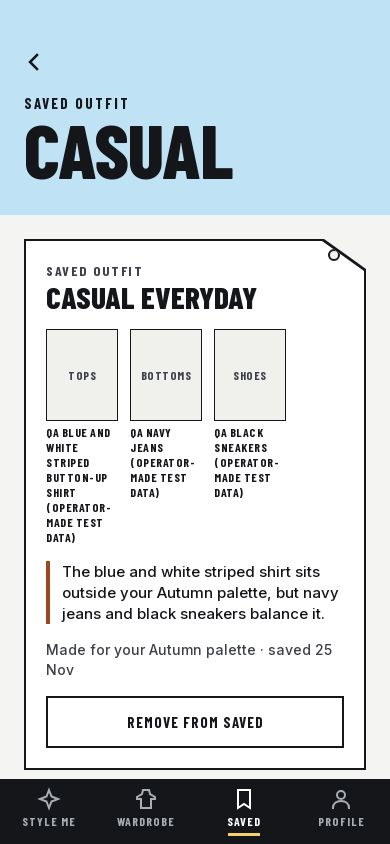 SAVED OUTFIT
CASUAL
SAVED OUTFIT
CASUAL EVERYDAY
TOPS
BOTTOMS
SHOES
QA BLUE AND
WHITE
STRIPED
BUTTON-UP
SHIRT
(OPERATOR-
MADE TEST
DATA)
QA NAVY
JEANS
(OPERATOR-
MADE TEST
DATA)
QA BLACK
SNEAKERS
(OPERATOR-
MADE TEST
DATA)
The blue and white striped shirt sits
outside your Autumn palette, but navy
jeans and black sneakers balance it.
Made for your Autumn palette · saved 25
Nov
REMOVE FROM SAVED
STYLE ME
WARDROBE
SAVED
PROFILE